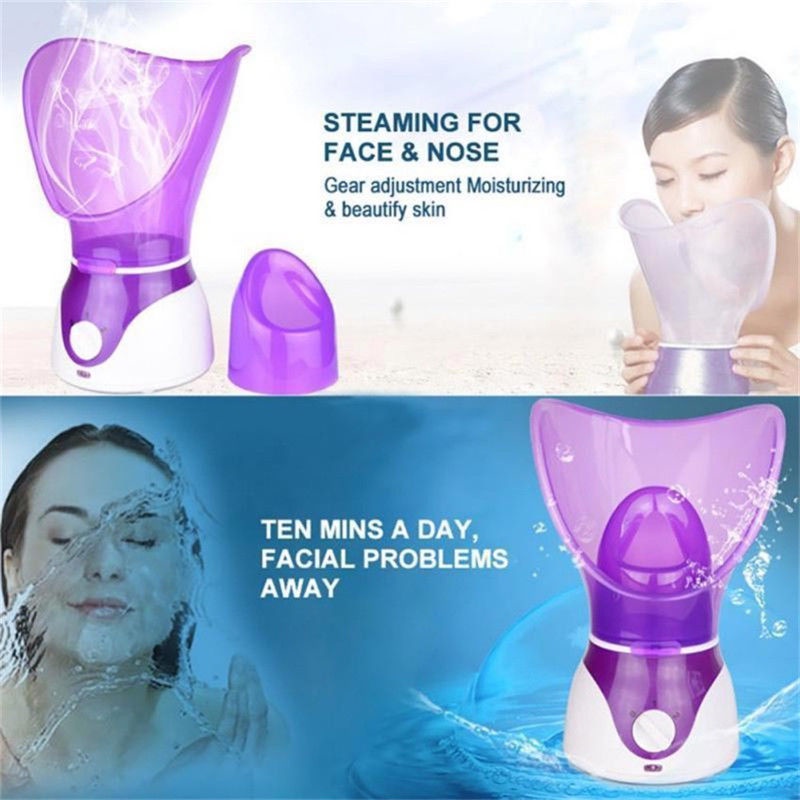 STEAMING FOR
FACE & NOSE
Gear adjustment Moisturizing
& beautify skin
TEN MINS A DAY,
FACIAL PROBLEMS
AWAY